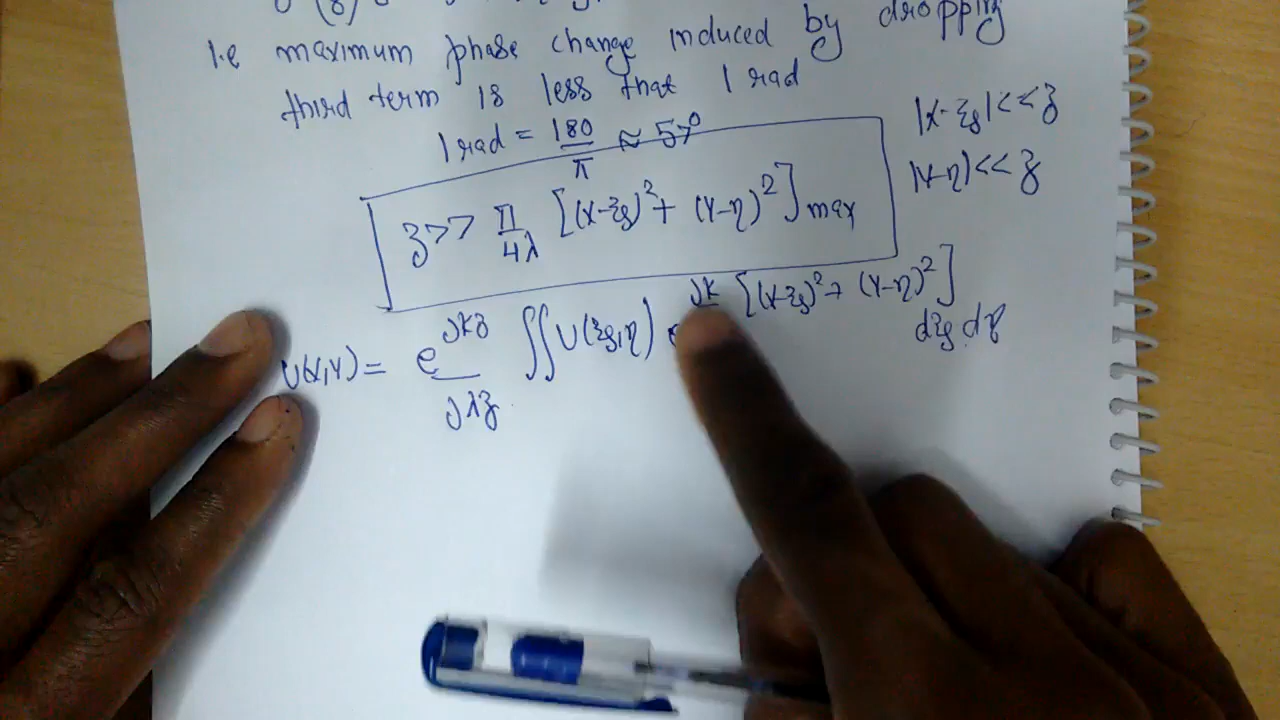 i.e maximum phase change induced by dropping
third term is less that 1 rad
1 rad = 180/π ≈ 57°
|x-ξ|<<z
|y-η|<<z
z>> π/4λ [(x-ξ)²+ (y-η)²]max
U(x,y) = e^jkz/jλz ∬U(ξ,η) e^jk [(x-ξ)²+ (y-η)²]
dξ dη